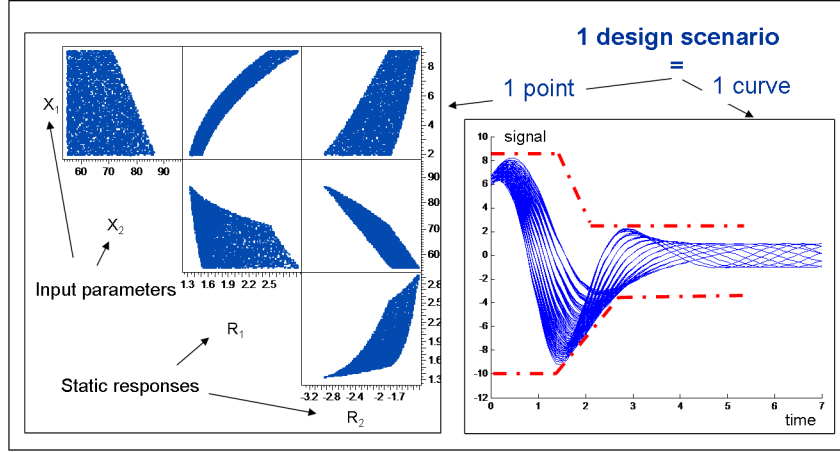 1 design scenario
=
1 point
1 curve
X1
X2
Input parameters
R1
Static responses
R2
60 70 80 90
8
6
4
2
90
80
70
60
1.3 1.6 1.9 2.2 2.5
2.8
2.5
2.2
1.9
1.6
1.3
-3.2 -2.8 -2.4 -2 -1.7
signal
10
8
6
4
2
0
-2
-4
-6
-8
-10
-12
0 1 2 3 4 5 6 7
time